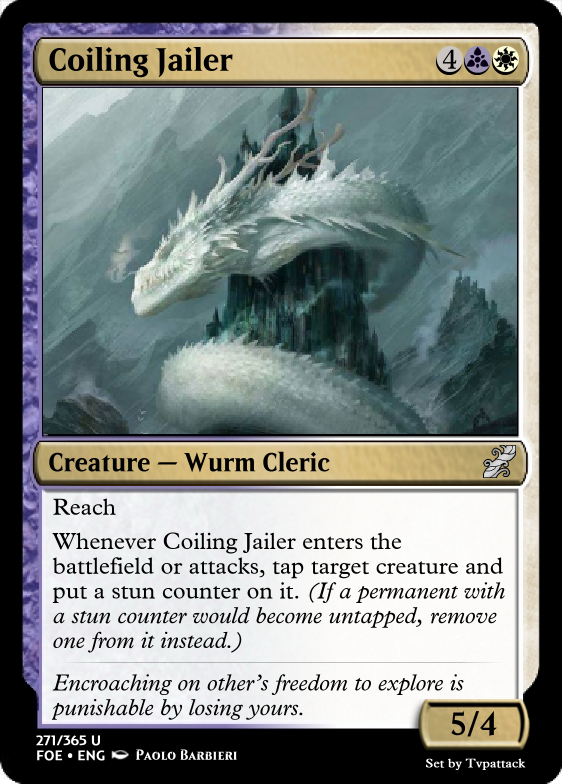 Coiling Jailer 4
Creature — Wurm Cleric
Reach
Whenever Coiling Jailer enters the
battlefield or attacks, tap target creature and
put a stun counter on it. (If a permanent with
a stun counter would become untapped, remove
one from it instead.)
Encroaching on other's freedom to explore is
punishable by losing yours.
5/4
271/365 U
FOE • ENG Paolo Barbieri
Set by Tvpattack